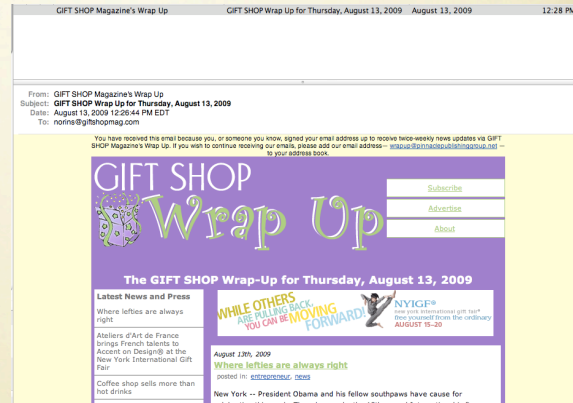 GIFT SHOP Magazine's Wrap Up GIFT SHOP Wrap Up for Thursday, August 13, 2009 August 13, 2009 12:28 PM
From: GIFT SHOP Magazine's Wrap Up
Subject: GIFT SHOP Wrap Up for Thursday, August 13, 2009
Date: August 13, 2009 12:26:44 PM EDT
To: norins@giftshopmag.com
You have received this email because you, or someone you know, signed your email address up to receive twice-weekly news updates via GIFT
SHOP Magazine's Wrap Up. If you wish to continue receiving our emails, please add our email address— wrapup@pinnaclepublishinggroup.net —
to your address book.
GIFT SHOP
Wrap Up
Subscribe
Advertise
About
The GIFT SHOP Wrap-Up for Thursday, August 13, 2009
Latest News and Press
Where lefties are always
right
Ateliers d'Art de France
brings French talents to
Accent on Design® at the
New York International Gift
Fair
Coffee shop sells more than
hot drinks
WHILE OTHERS
ARE PULLING BACK,
YOU CAN BE MOVING
FORWARD!
NYIGF®
new york international gift fair®
free yourself from the ordinary
AUGUST 15–20
August 13th, 2009
Where lefties are always right
posted in: entrepreneur, news
New York -- President Obama and his fellow southpaws have cause for